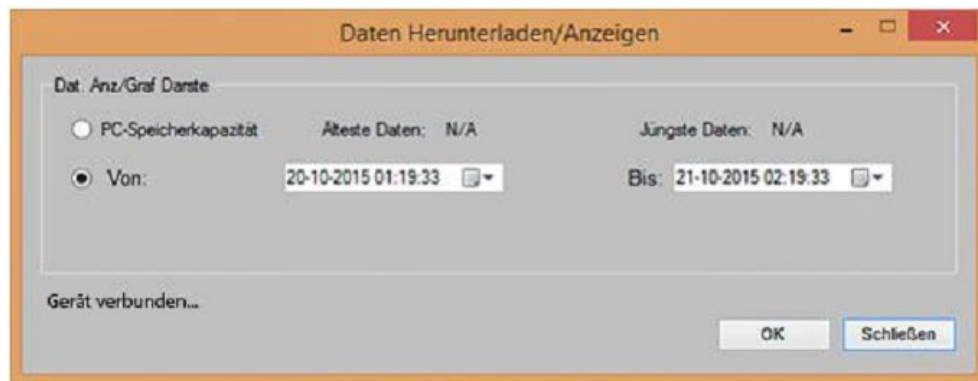 Daten Herunterladen/Anzeigen
Dat. Anz/Graf Darste
PC-Speicherkapazität Älteste Daten: N/A Jüngste Daten: N/A
Von: 20-10-2015 01:19:33 Bis: 21-10-2015 02:19:33
Gerät verbunden...
OK Schließen